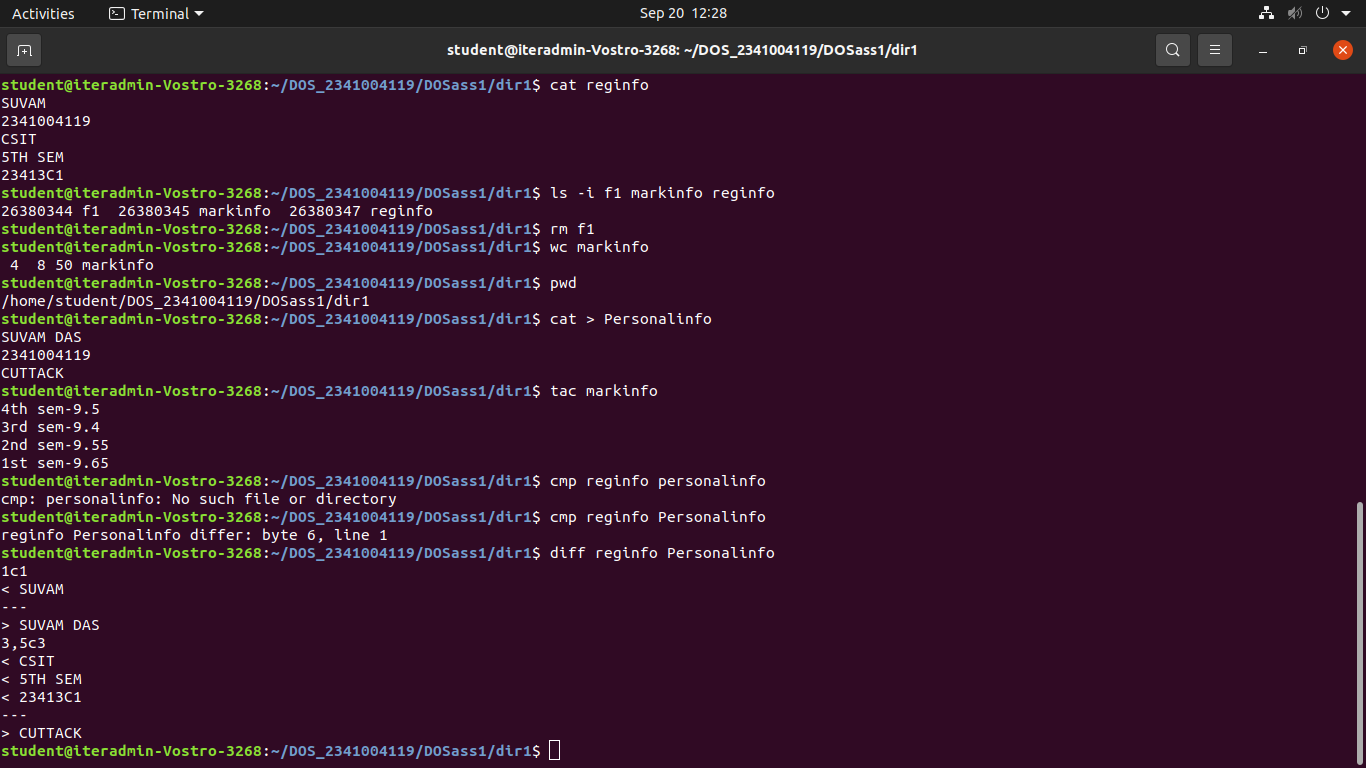 Activities Terminal Sep 20 12:28
student@iteradmin-Vostro-3268: ~/DOS_2341004119/DOSass1/dir1
student@iteradmin-Vostro-3268:~/DOS_2341004119/DOSass1/dir1$ cat reginfo
SUVAM
2341004119
CSIT
5TH SEM
23413C1
student@iteradmin-Vostro-3268:~/DOS_2341004119/DOSass1/dir1$ ls -i f1 markinfo reginfo
26380344 f1  26380345 markinfo  26380347 reginfo
student@iteradmin-Vostro-3268:~/DOS_2341004119/DOSass1/dir1$ rm f1
student@iteradmin-Vostro-3268:~/DOS_2341004119/DOSass1/dir1$ wc markinfo
 4  8 50 markinfo
student@iteradmin-Vostro-3268:~/DOS_2341004119/DOSass1/dir1$ pwd
/home/student/DOS_2341004119/DOSass1/dir1
student@iteradmin-Vostro-3268:~/DOS_2341004119/DOSass1/dir1$ cat > Personalinfo
SUVAM DAS
2341004119
CUTTACK
student@iteradmin-Vostro-3268:~/DOS_2341004119/DOSass1/dir1$ tac markinfo
4th sem-9.5
3rd sem-9.4
2nd sem-9.55
1st sem-9.65
student@iteradmin-Vostro-3268:~/DOS_2341004119/DOSass1/dir1$ cmp reginfo personalinfo
cmp: personalinfo: No such file or directory
student@iteradmin-Vostro-3268:~/DOS_2341004119/DOSass1/dir1$ cmp reginfo Personalinfo
reginfo Personalinfo differ: byte 6, line 1
student@iteradmin-Vostro-3268:~/DOS_2341004119/DOSass1/dir1$ diff reginfo Personalinfo
1c1
< SUVAM
---
> SUVAM DAS
3,5c3
< CSIT
< 5TH SEM
< 23413C1
---
> CUTTACK
student@iteradmin-Vostro-3268:~/DOS_2341004119/DOSass1/dir1$